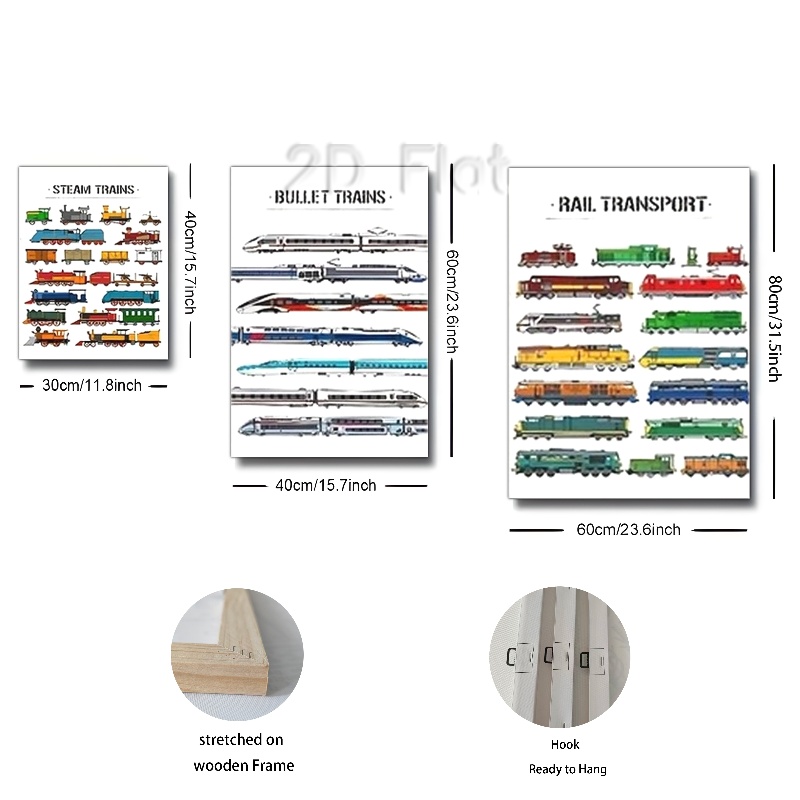 2D Flat
· STEAM TRAINS ·
· BULLET TRAINS ·
· RAIL TRANSPORT ·
40cm/15.7inch
60cm/23.6inch
80cm/31.5inch
30cm/11.8inch
40cm/15.7inch
60cm/23.6inch
stretched on
wooden Frame
Hook
Ready to Hang